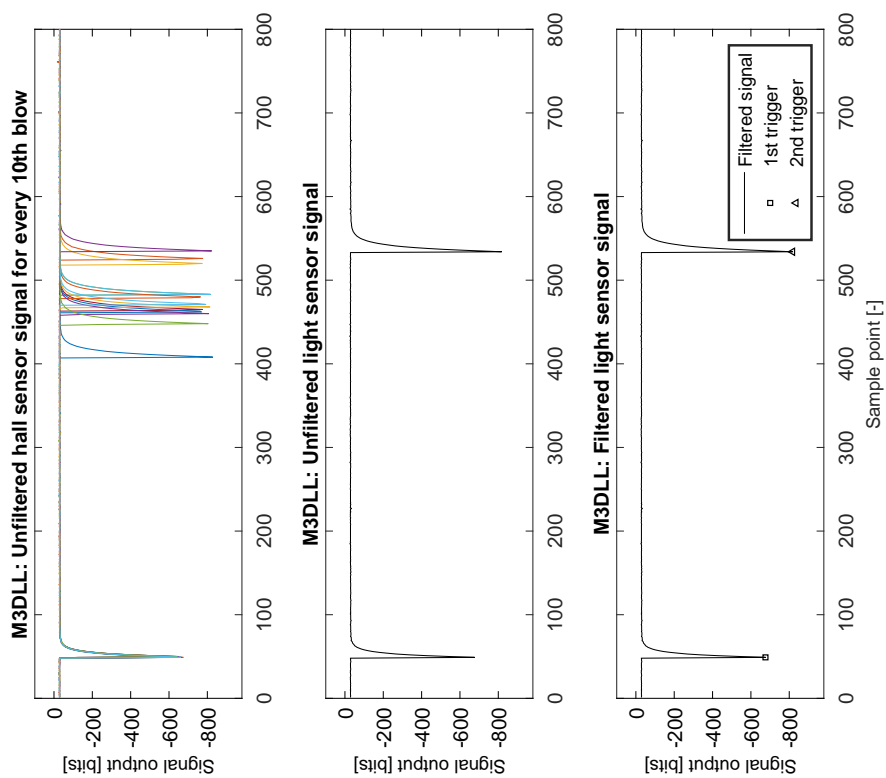 M3DLL: Unfiltered hall sensor signal for every 10th blow
Signal output [bits]
0
-200
-400
-600
-800
0 100 200 300 400 500 600 700 800
M3DLL: Unfiltered light sensor signal
Signal output [bits]
0
-200
-400
-600
-800
0 100 200 300 400 500 600 700 800
M3DLL: Filtered light sensor signal
Signal output [bits]
0
-200
-400
-600
-800
0 100 200 300 400 500 600 700 800
Sample point [-]
Filtered signal
1st trigger
2nd trigger